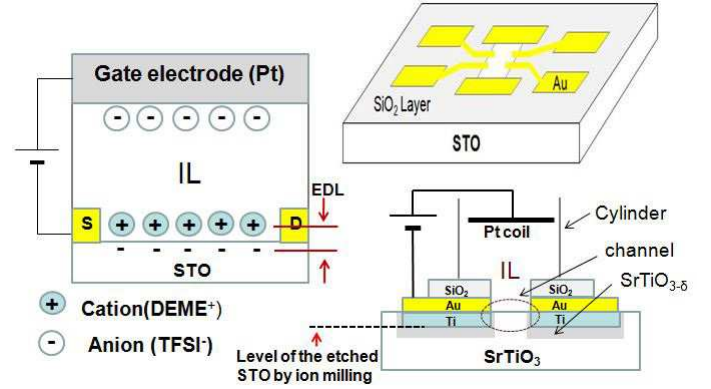 Gate electrode (Pt)
- - - - -
IL
EDL
S + + + + + D
- - - - -
STO
+ Cation(DEME+)
- Anion (TFSI-)
Au
SiO2 Layer
STO
Cylinder
Pt coil
channel
IL
SrTiO3-δ
SiO2 SiO2
Au Au
Ti Ti
Level of the etched
STO by ion milling
SrTiO3